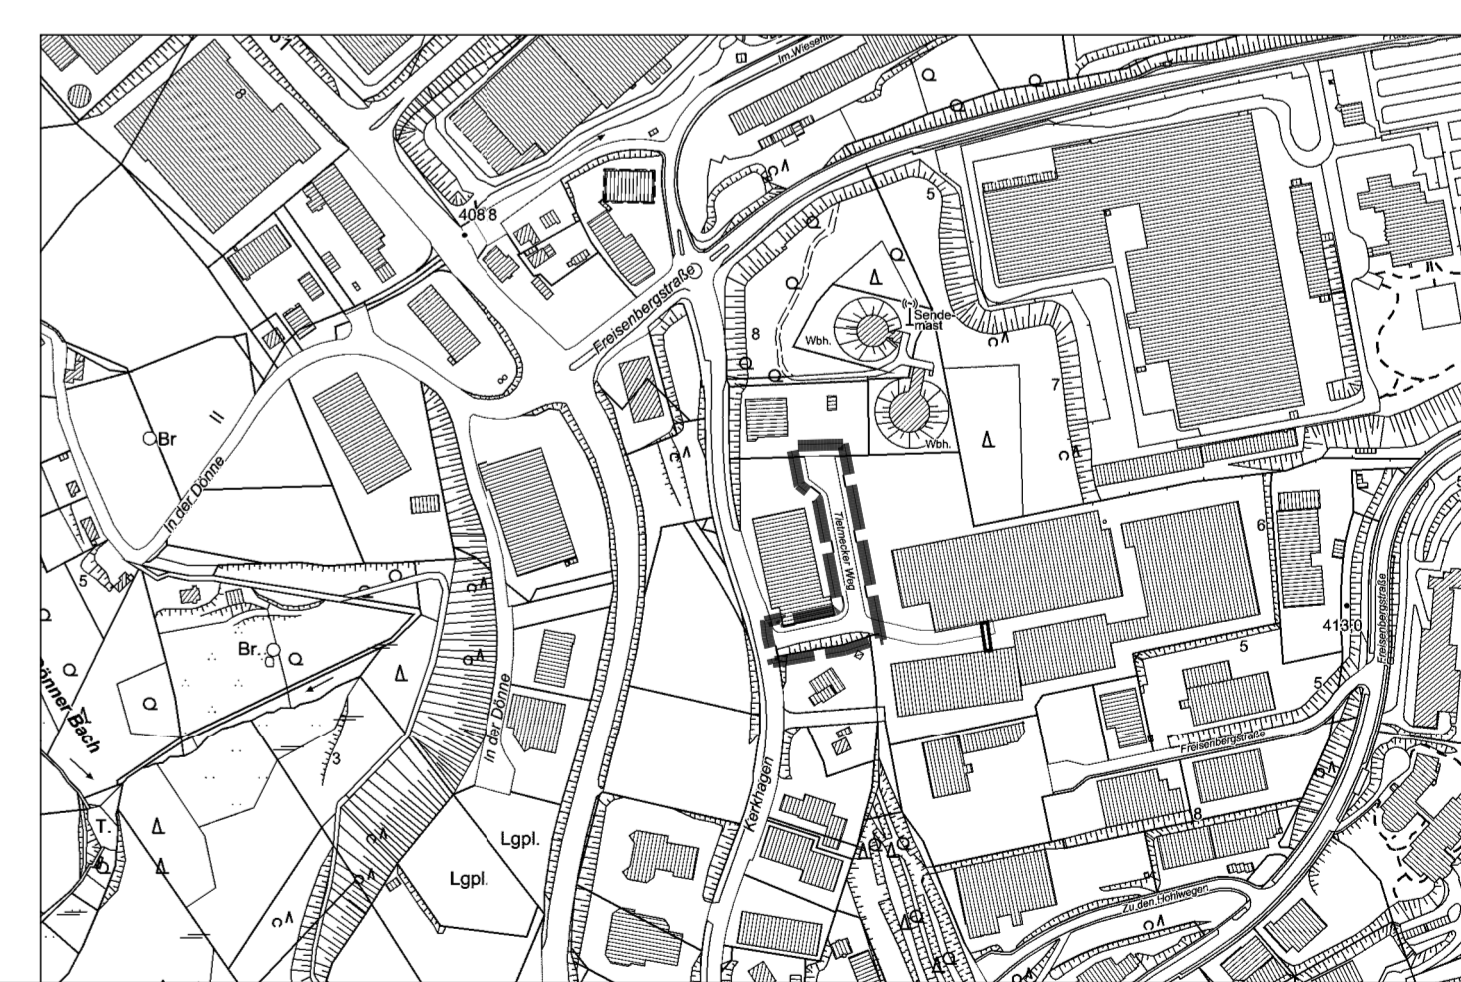 Im Wiesental
8
408 8
5
Freisenbergstraße
Sende-
mast
8
Wbh.
∞
7
Wbh.
Br
In der Dönne
6
Tiernecker Weg
5
413,0
Freisenbergstraße
Br.
5
5
Dönner Bach
In der Dönne
Freisenbergstraße
3
Kerkhagen
8
T.
Lgpl.
Lgpl.
Zu den Hohlwegen